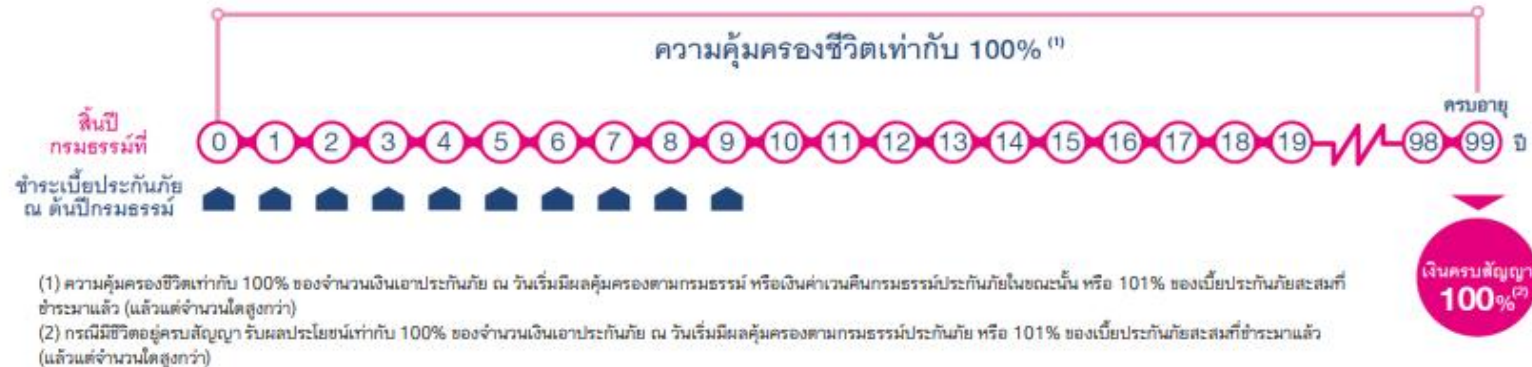 ความคุ้มครองชีวิตเท่ากับ 100% (1)
ครบอายุ
สิ้นปี
กรมธรรม์ที่
0 1 2 3 4 5 6 7 8 9 10 11 12 13 14 15 16 17 18 19 98 99 ปี
ชำระเบี้ยประกันภัย
ณ ต้นปีกรมธรรม์
เงินครบสัญญา
100%(2)
(1) ความคุ้มครองชีวิตเท่ากับ 100% ของจำนวนเงินเอาประกันภัย ณ วันเริ่มมีผลคุ้มครองตามกรมธรรม์ หรือเงินค่าเวนคืนกรมธรรม์ประกันภัยในขณะนั้น หรือ 101% ของเบี้ยประกันภัยสะสมที่
ชำระมาแล้ว (แล้วแต่จำนวนใดสูงกว่า)
(2) กรณีมีชีวิตอยู่ครบสัญญา รับผลประโยชน์เท่ากับ 100% ของจำนวนเงินเอาประกันภัย ณ วันเริ่มมีผลคุ้มครองตามกรมธรรม์ประกันภัย หรือ 101% ของเบี้ยประกันภัยสะสมที่ชำระมาแล้ว
(แล้วแต่จำนวนใดสูงกว่า)